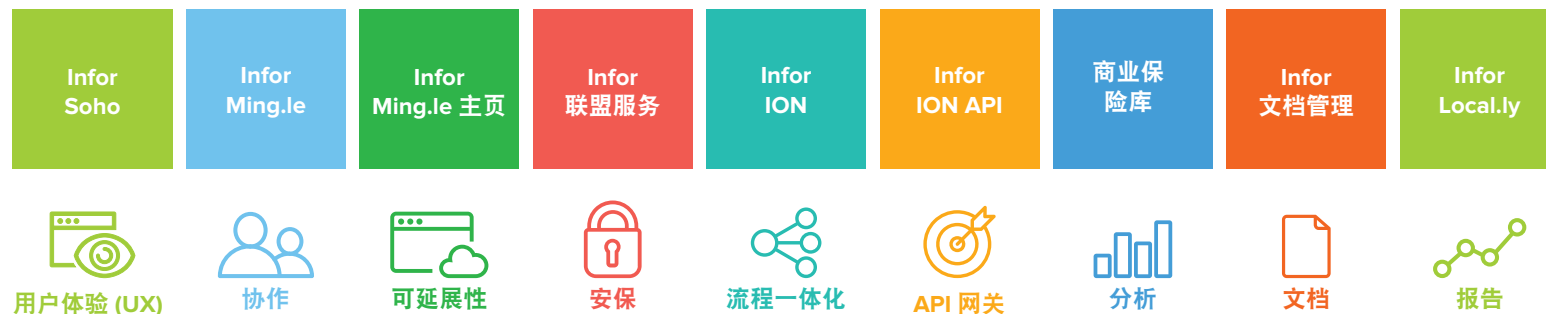 Infor
Soho
Infor
Ming.le
Infor
Ming.le 主页
Infor
联盟服务
Infor
ION
Infor
ION API
商业保
险库
Infor
文档管理
Infor
Local.ly
用户体验 (UX)
协作
可延展性
安保
流程一体化
API 网关
分析
文档
报告